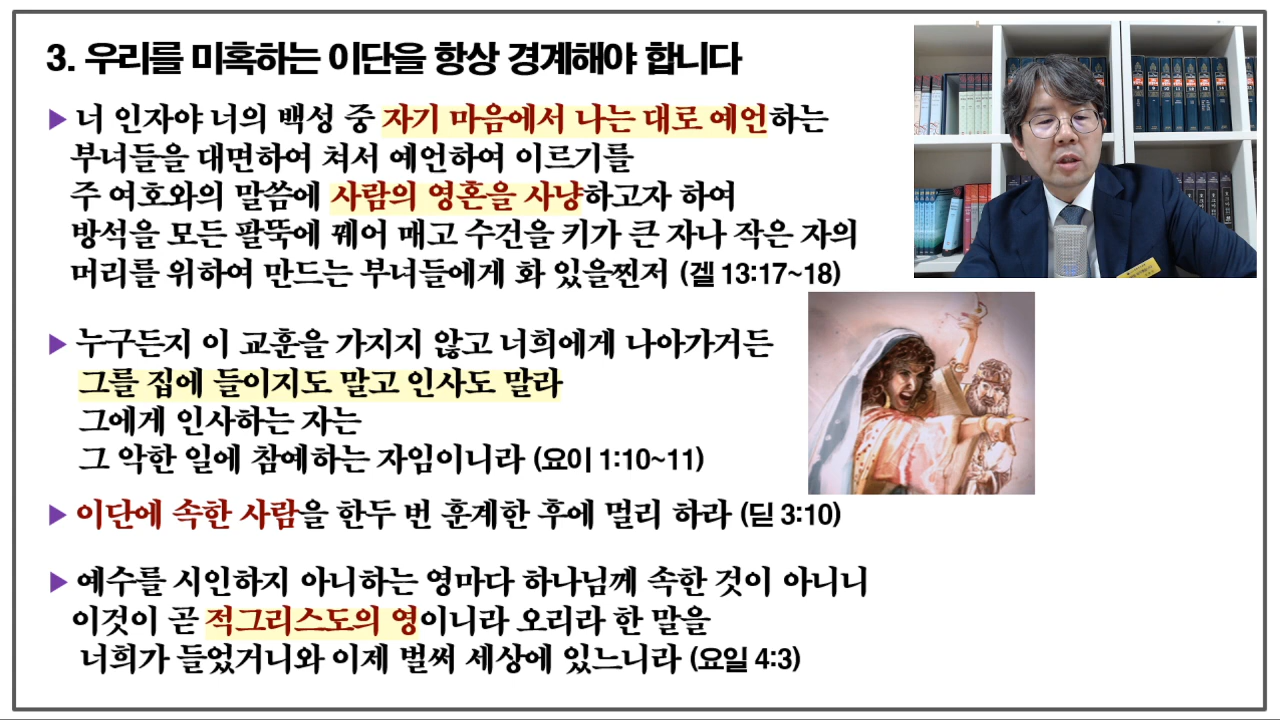 3. 우리를 미혹하는 이단을 항상 경계해야 합니다
▶ 너 인자야 너의 백성 중 자기 마음에서 나는 대로 예언하는
부녀들을 대면하여 쳐서 예언하여 이르기를
주 여호와의 말씀에 사람의 영혼을 사냥하고자 하여
방석을 모든 팔뚝에 꿰어 매고 수건을 키가 큰 자나 작은 자의
머리를 위하여 만드는 부녀들에게 화 있을찐저 (겔 13:17~18)
▶ 누구든지 이 교훈을 가지지 않고 너희에게 나아가거든
그를 집에 들이지도 말고 인사도 말라
그에게 인사하는 자는
그 악한 일에 참예하는 자임이니라 (요이 1:10~11)
▶ 이단에 속한 사람을 한두 번 훈계한 후에 멀리 하라 (딛 3:10)
▶ 예수를 시인하지 아니하는 영마다 하나님께 속한 것이 아니니
이것이 곧 적그리스도의 영이니라 오리라 한 말을
너희가 들었거니와 이제 벌써 세상에 있느니라 (요일 4:3)